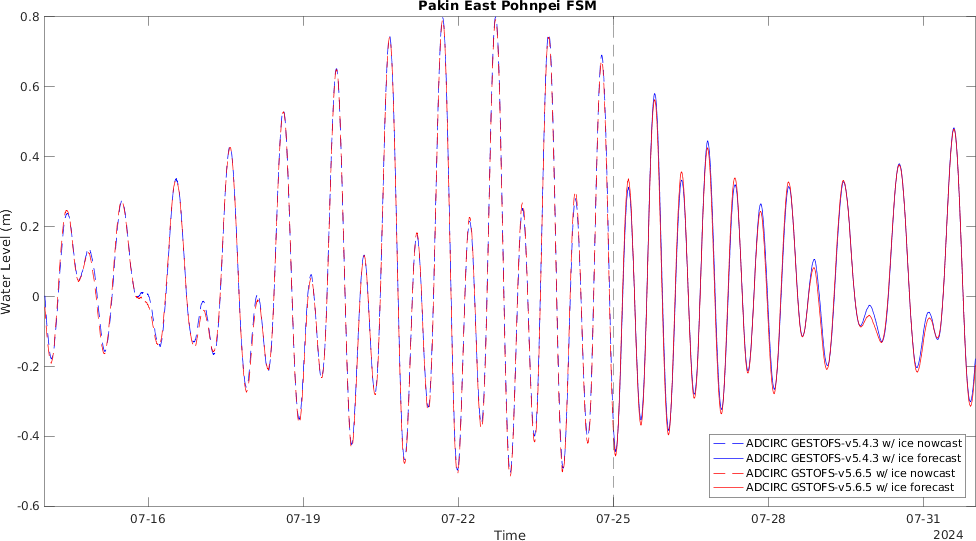 Pakin East Pohnpei FSM
0.8
0.6
0.4
0.2
0
-0.2
-0.4
-0.6
Water Level (m)
ADCIRC GESTOFS-v5.4.3 w/ ice nowcast
ADCIRC GESTOFS-v5.4.3 w/ ice forecast
ADCIRC GSTOFS-v5.6.5 w/ ice nowcast
ADCIRC GSTOFS-v5.6.5 w/ ice forecast
07-16 07-19 07-22 07-25 07-28 07-31
Time
2024